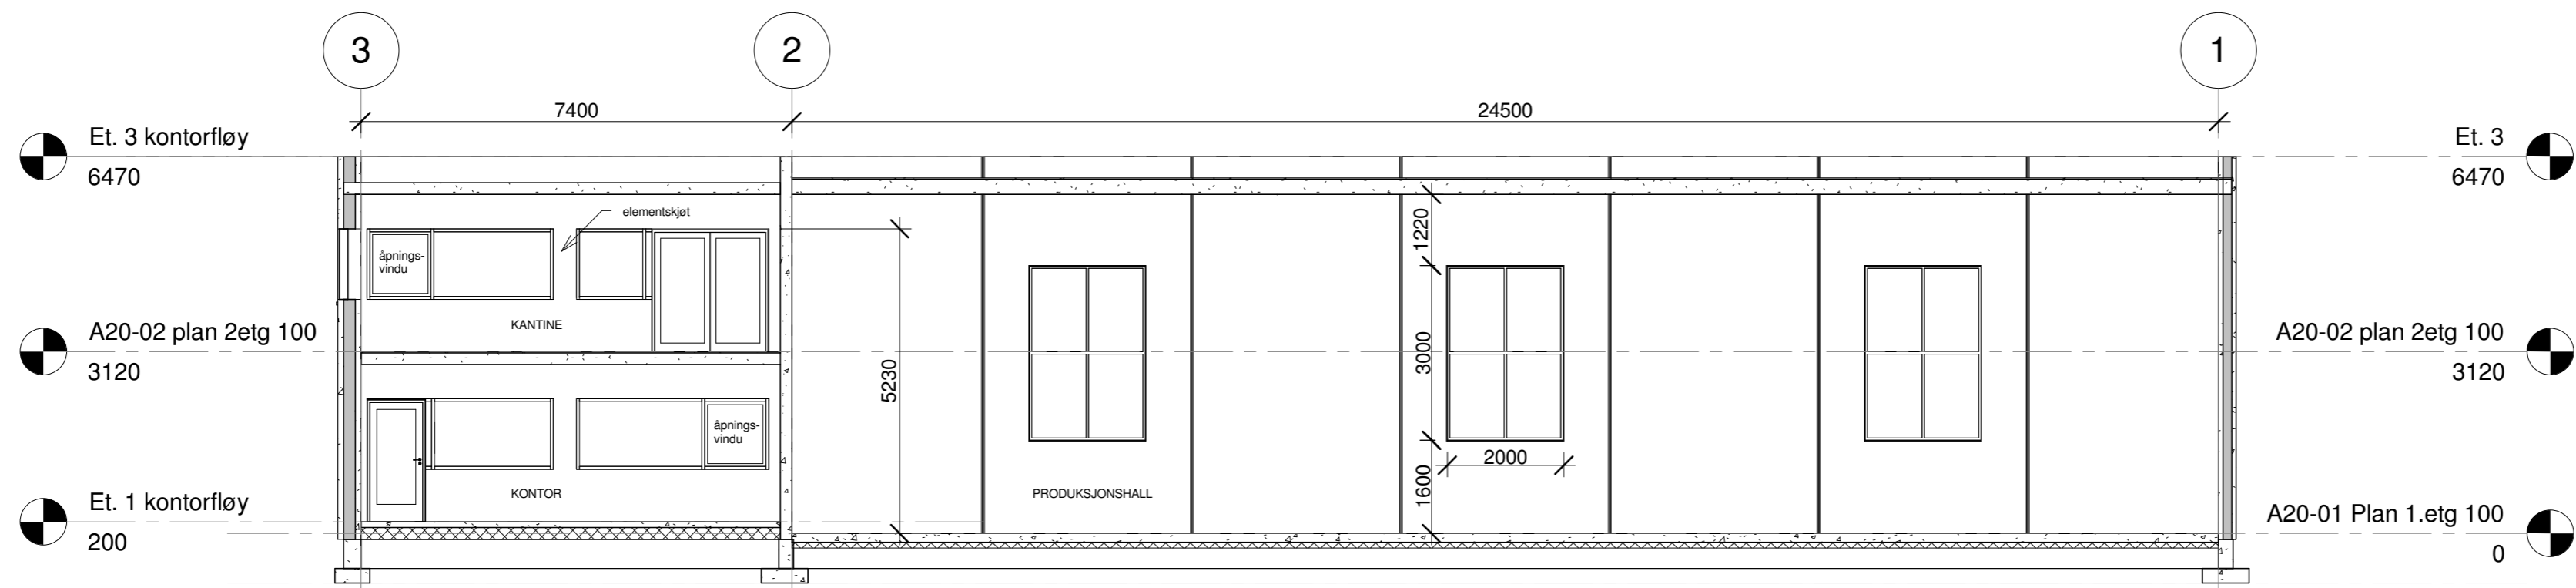 3
2
1
7400
24500
Et. 3 kontorfløy
6470
Et. 3
6470
elementskjøt
1220
åpnings-
vindu
KANTINE
A20-02 plan 2etg 100
3120
A20-02 plan 2etg 100
3120
5230
3000
åpnings-
vindu
2000
1600
KONTOR
PRODUKSJONSHALL
Et. 1 kontorfløy
200
A20-01 Plan 1.etg 100
0